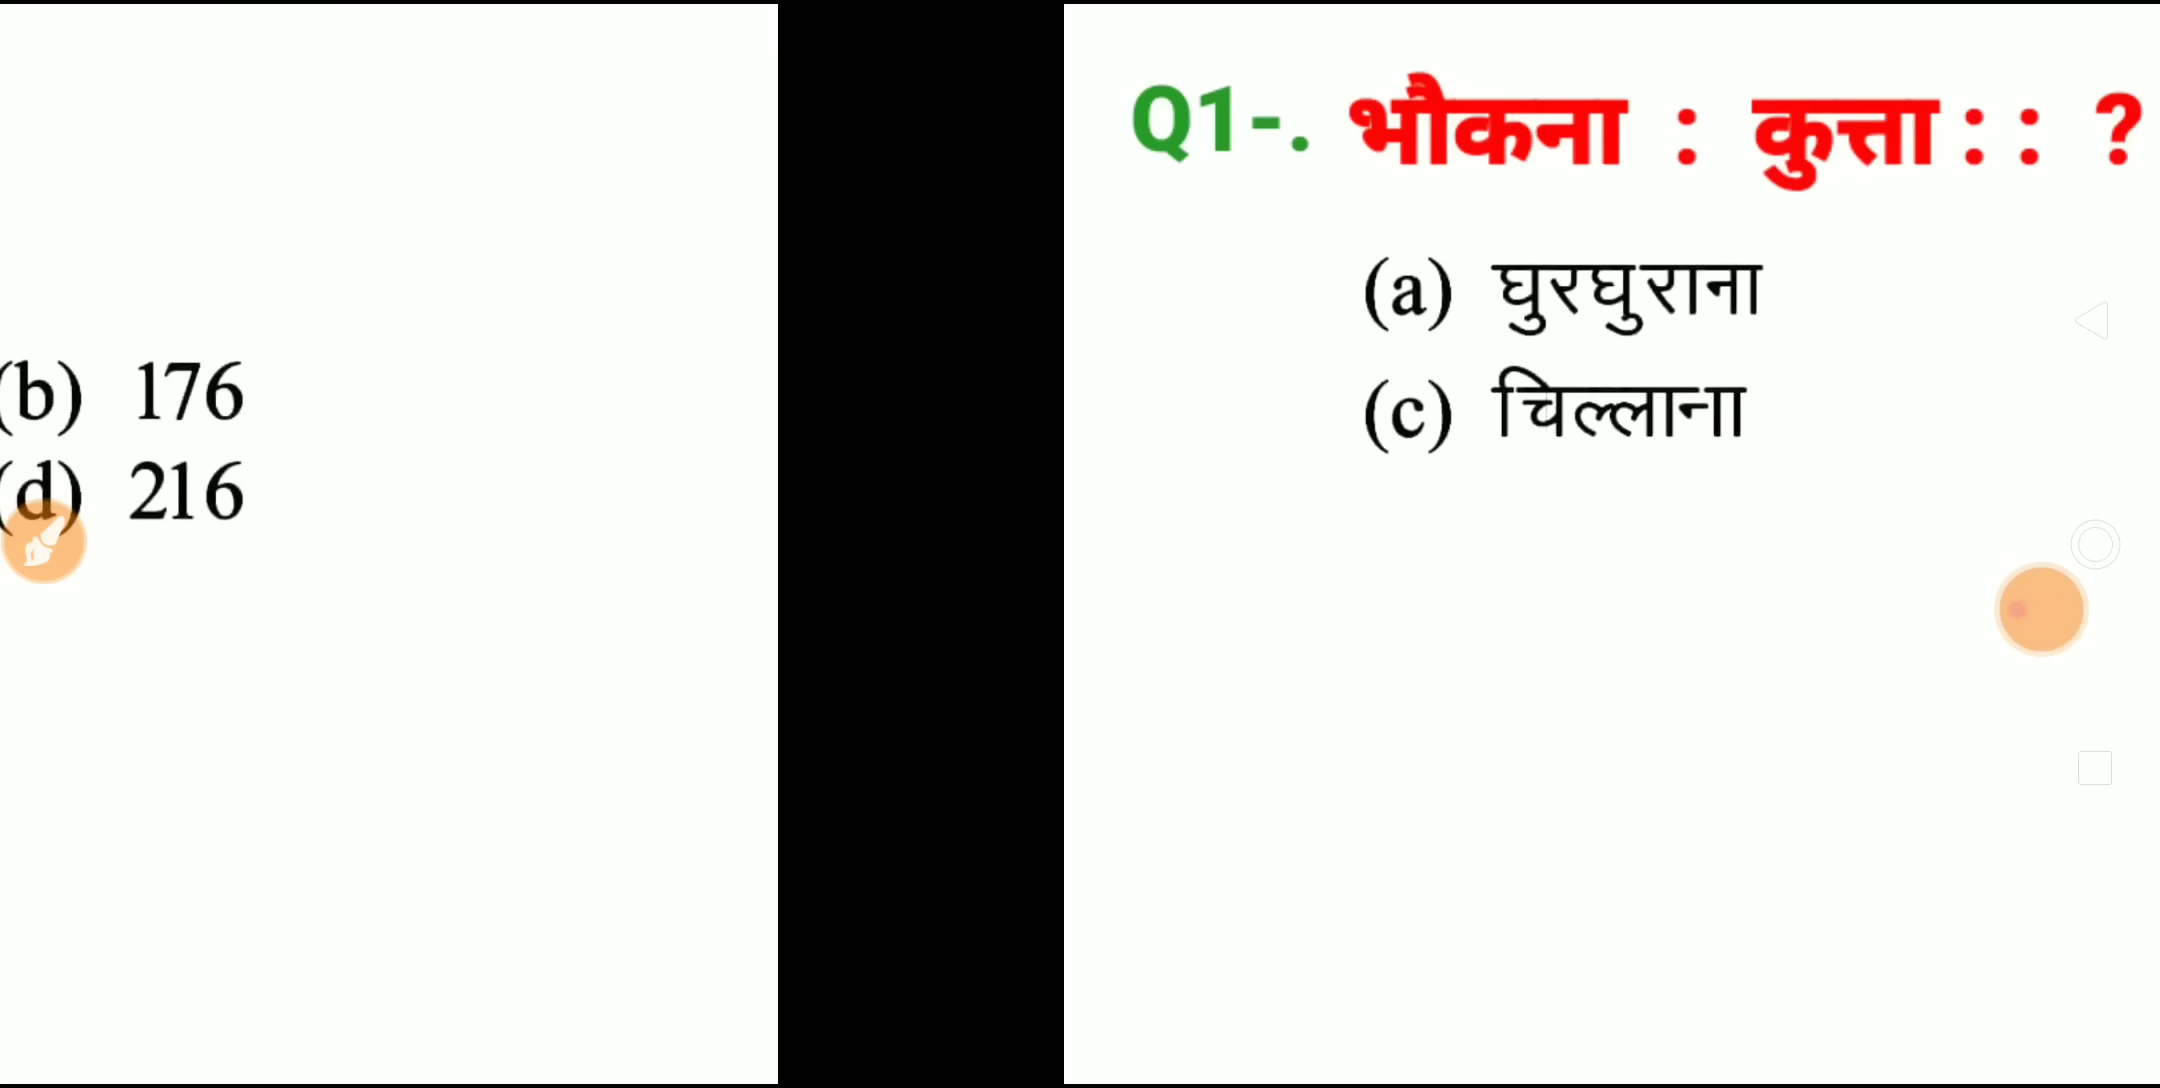 (b) 176
(d) 216
Q1-. भौकना : कुत्ता : : ?
(a) घुरघुराना
(c) चिल्लाना